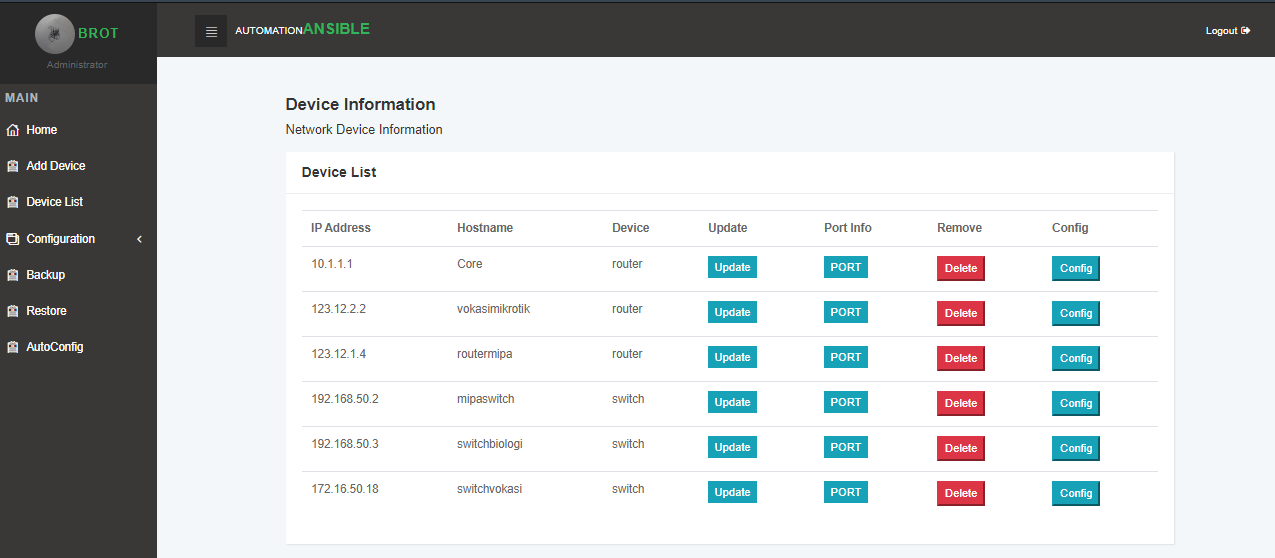 BROT
Administrator
AUTOMATIONANSIBLE
Logout
MAIN
Home
Add Device
Device List
Configuration
Backup
Restore
AutoConfig
Device Information
Network Device Information
Device List
IP Address Hostname Device Update Port Info Remove Config
10.1.1.1 Core router Update PORT Delete Config
123.12.2.2 vokasimikrotik router Update PORT Delete Config
123.12.1.4 routermipa router Update PORT Delete Config
192.168.50.2 mipaswitch switch Update PORT Delete Config
192.168.50.3 switchbiologi switch Update PORT Delete Config
172.16.50.18 switchvokasi switch Update PORT Delete Config